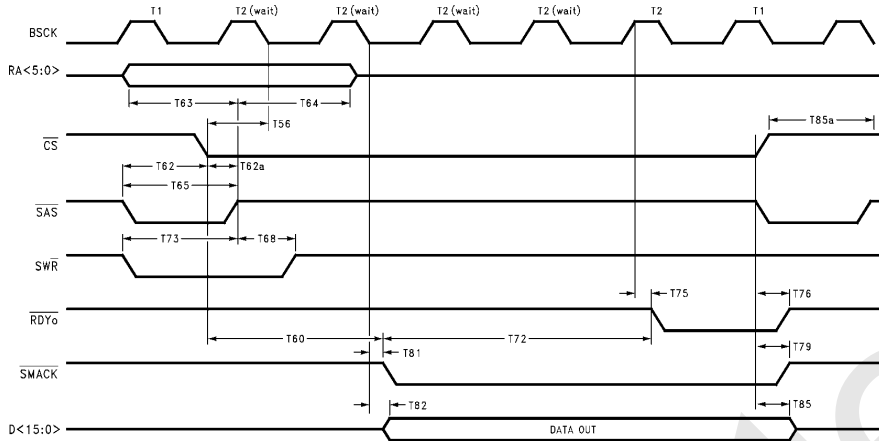 T1 T2 (wait) T2 (wait) T2 (wait) T2 (wait) T2 T1
BSCK
RA<5:0>
T63 T64
T56 T85a
CS
T62 T62a
T65
SAS
T73 T68
SWR
T75 T76
RDYo
T60 T72
T81 T79
SMACK
T82 T85
D<15:0> DATA OUT